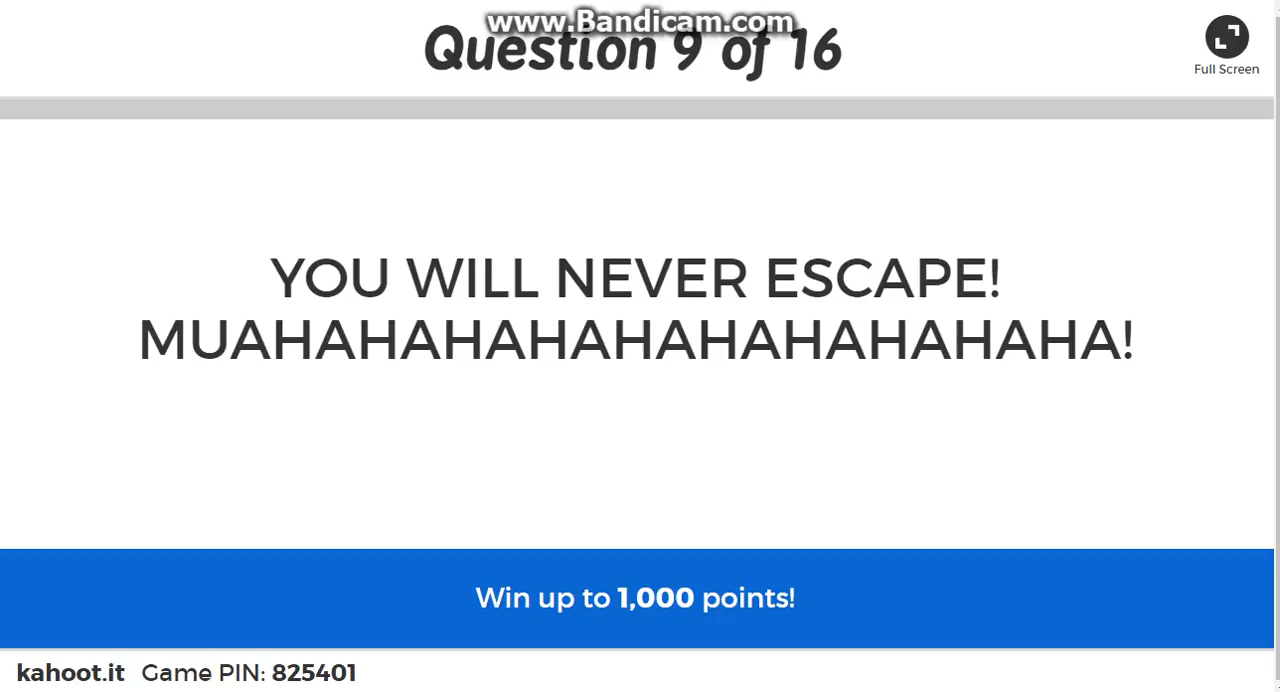 www.Bandicam.com
Question 9 of 16
Full Screen
YOU WILL NEVER ESCAPE!
MUAHAHAHAHAHAHAHAHAHAHA!
Win up to 1,000 points!
kahoot.it Game PIN: 825401